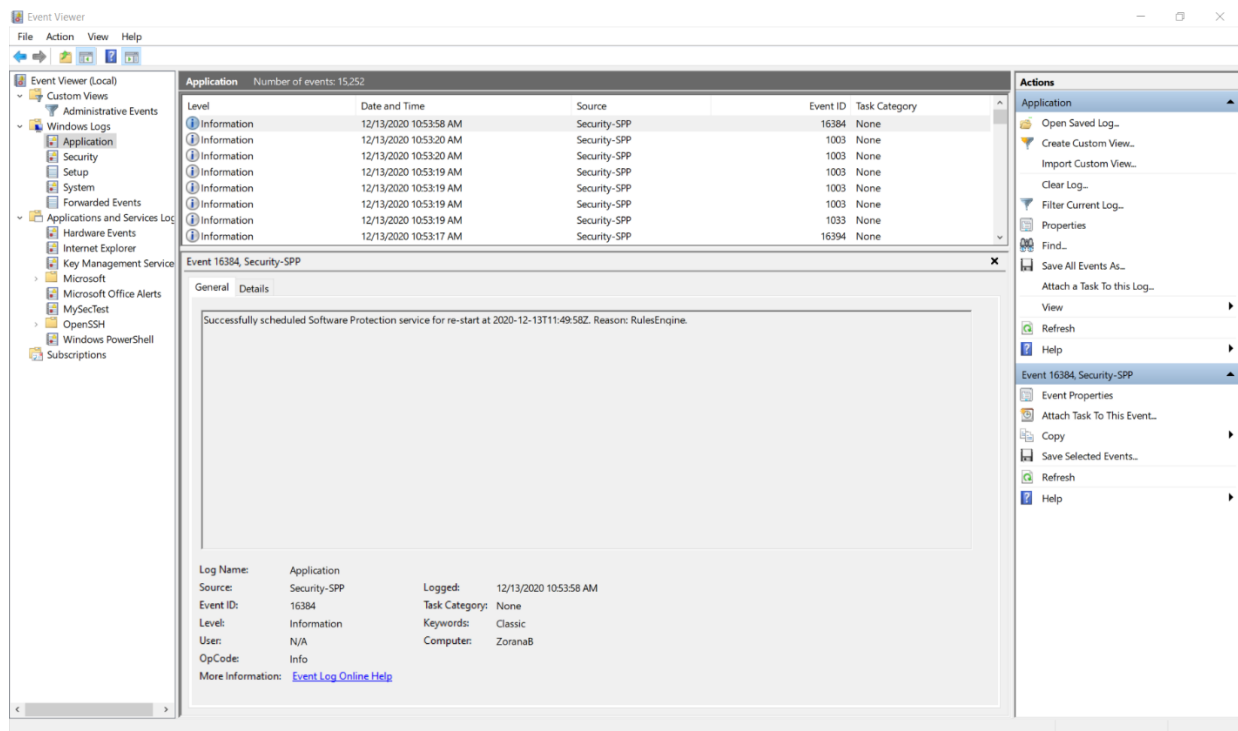 Event Viewer
File Action View Help
Event Viewer (Local)
Custom Views
Administrative Events
Windows Logs
Application
Security
Setup
System
Forwarded Events
Applications and Services Log
Hardware Events
Internet Explorer
Key Management Service
Microsoft
Microsoft Office Alerts
MySecTest
OpenSSH
Windows PowerShell
Subscriptions
Application Number of events: 15,252
Level Date and Time Source Event ID Task Category
Information 12/13/2020 10:53:58 AM Security-SPP 16384 None
Information 12/13/2020 10:53:20 AM Security-SPP 1003 None
Information 12/13/2020 10:53:20 AM Security-SPP 1003 None
Information 12/13/2020 10:53:19 AM Security-SPP 1003 None
Information 12/13/2020 10:53:19 AM Security-SPP 1003 None
Information 12/13/2020 10:53:19 AM Security-SPP 1003 None
Information 12/13/2020 10:53:19 AM Security-SPP 1033 None
Information 12/13/2020 10:53:17 AM Security-SPP 16394 None
Event 16384, Security-SPP
General Details
Successfully scheduled Software Protection service for re-start at 2020-12-13T11:49:58Z. Reason: RulesEngine.
Log Name: Application
Source: Security-SPP Logged: 12/13/2020 10:53:58 AM
Event ID: 16384 Task Category: None
Level: Information Keywords: Classic
User: N/A Computer: ZoranaB
OpCode: Info
More Information: Event Log Online Help
Actions
Application
Open Saved Log...
Create Custom View...
Import Custom View...
Clear Log...
Filter Current Log...
Properties
Find...
Save All Events As...
Attach a Task To this Log...
View
Refresh
Help
Event 16384, Security-SPP
Event Properties
Attach Task To This Event...
Copy
Save Selected Events...
Refresh
Help